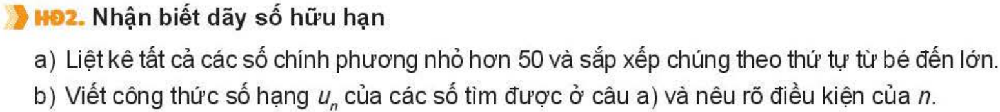 HĐ2. Nhận biết dãy số hữu hạn
a) Liệt kê tất cả các số chính phương nhỏ hơn 50 và sắp xếp chúng theo thứ tự từ bé đến lớn.
b) Viết công thức số hạng uₙ của các số tìm được ở câu a) và nêu rõ điều kiện của n.